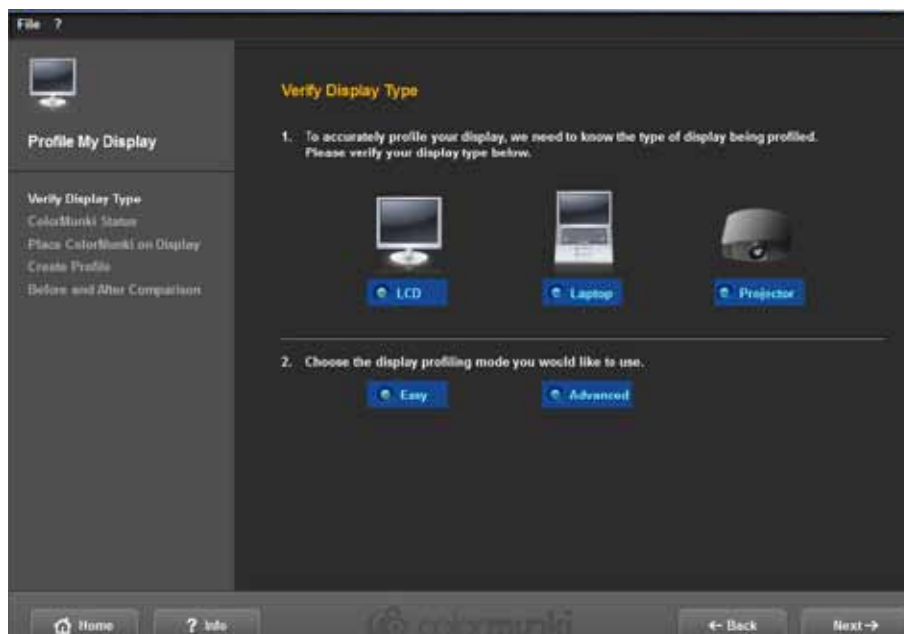 File ?
Profile My Display
Verify Display Type
ColorMunki Status
Place ColorMunki on Display
Create Profile
Before and After Comparison
Verify Display Type
1. To accurately profile your display, we need to know the type of display being profiled.
Please verify your display type below.
LCD
Laptop
Projector
2. Choose the display profiling mode you would like to use.
Easy
Advanced
Home
? Info
colormunki
← Back
Next →